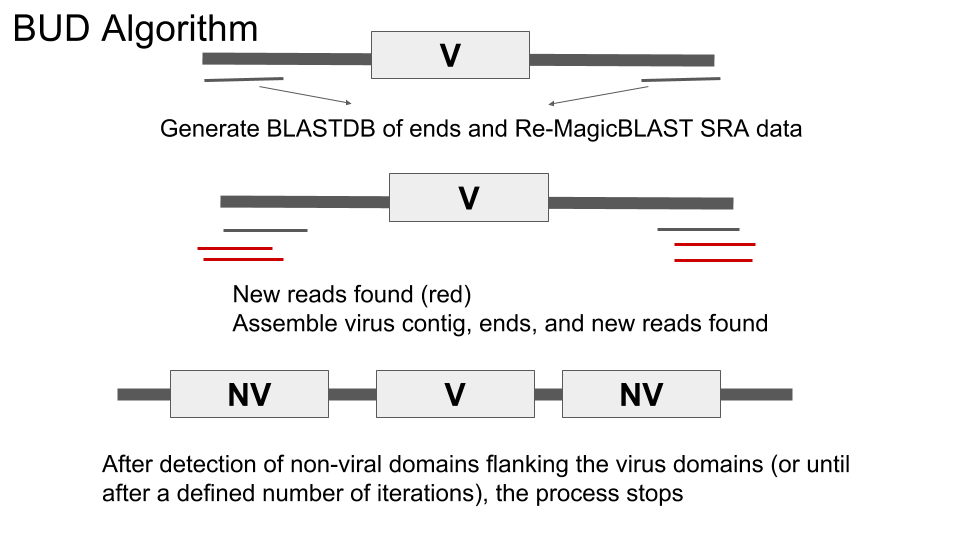 BUD Algorithm
V
Generate BLASTDB of ends and Re-MagicBLAST SRA data
V
New reads found (red)
Assemble virus contig, ends, and new reads found
NV V NV
After detection of non-viral domains flanking the virus domains (or until
after a defined number of iterations), the process stops